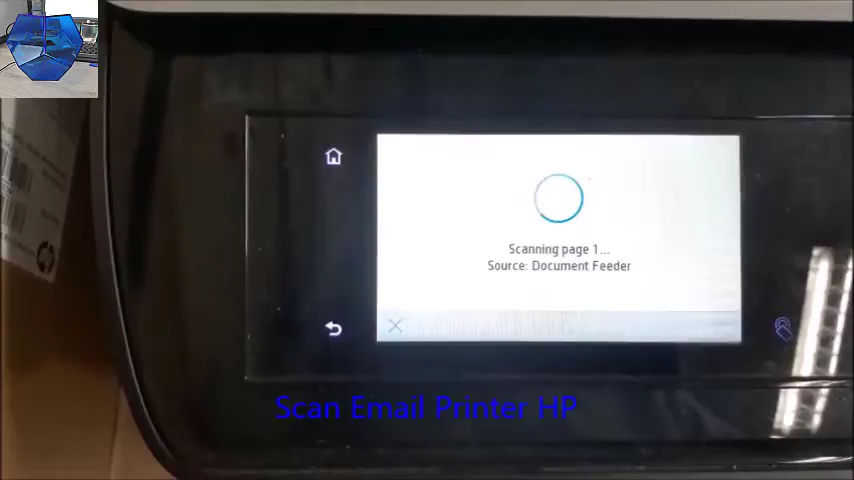 Scanning page 1...
Source: Document Feeder
Scan Email Printer HP